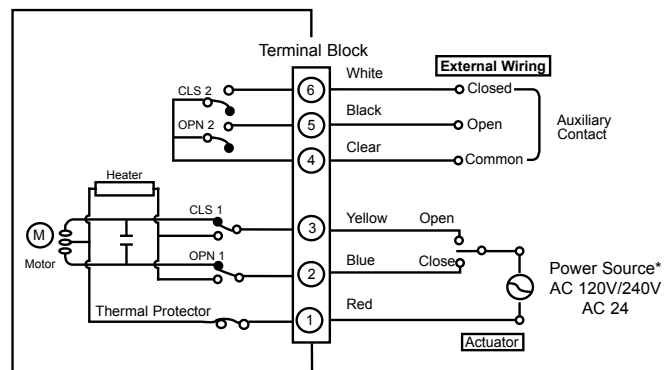 Terminal Block
External Wiring
CLS 2
6
White
Closed
OPN 2
5
Black
Open
Auxiliary
Contact
4
Clear
Common
Heater
CLS 1
3
Yellow
Open
M
Motor
OPN 1
2
Blue
Close
Power Source*
AC 120V/240V
AC 24
Thermal Protector
1
Red
Actuator